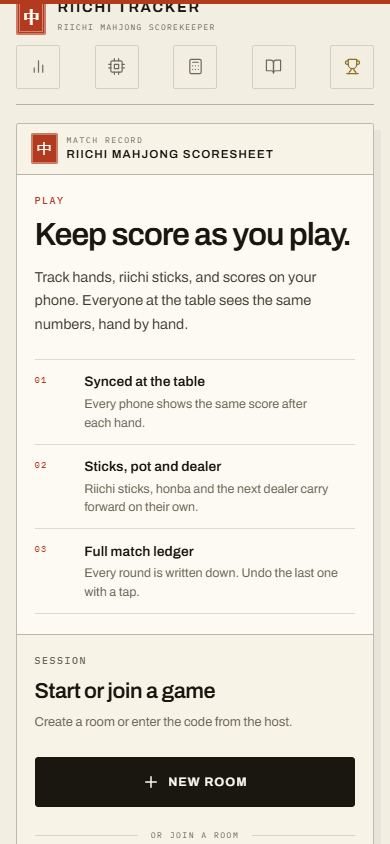 中 RIICHI TRACKER
RIICHI MAHJONG SCOREKEEPER
中 MATCH RECORD
RIICHI MAHJONG SCORESHEET
PLAY
Keep score as you play.
Track hands, riichi sticks, and scores on your
phone. Everyone at the table sees the same
numbers, hand by hand.
01 Synced at the table
Every phone shows the same score after
each hand.
02 Sticks, pot and dealer
Riichi sticks, honba and the next dealer carry
forward on their own.
03 Full match ledger
Every round is written down. Undo the last one
with a tap.
SESSION
Start or join a game
Create a room or enter the code from the host.
NEW ROOM
OR JOIN A ROOM